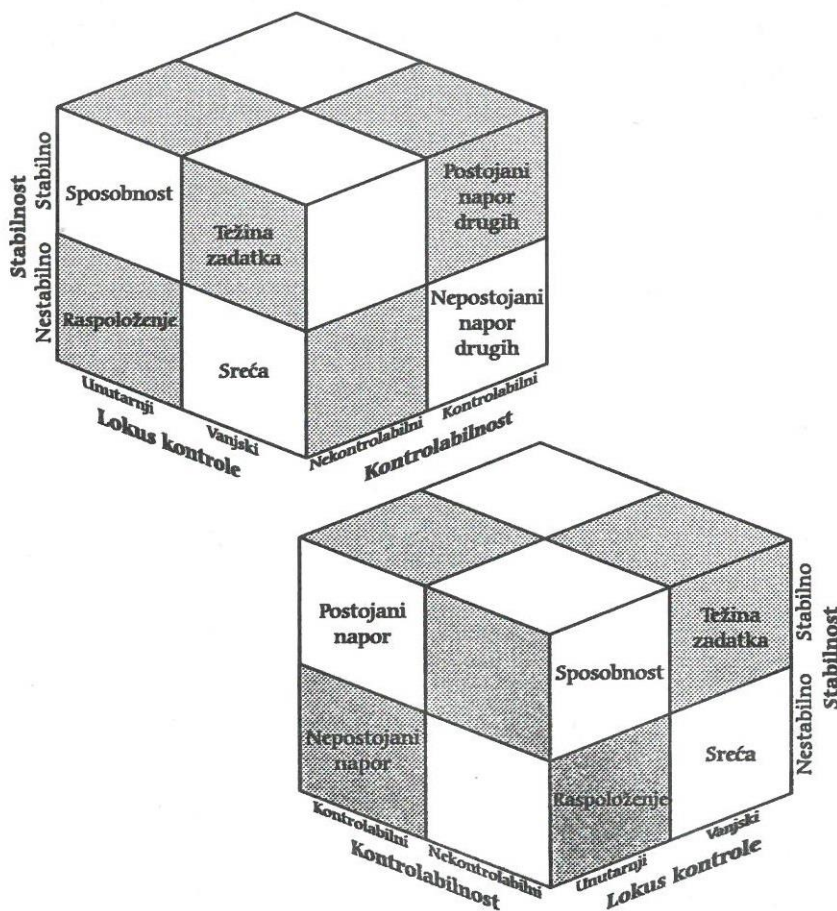 Stabilnost
Stabilno
Nestabilno
Sposobnost
Težina
zadatka
Postojani
napor
drugih
Raspoloženje
Sreća
Nepostojani
napor
drugih
Unutarnji
Vanjski
Lokus kontrole
Nekontrolabilni
Kontrolabilni
Kontrolabilnost
Postojani
napor
Sposobnost
Težina
zadatka
Nepostojani
napor
Raspoloženje
Sreća
Stabilno
Nestabilno
Stabilnost
Kontrolabilni
Nekontrolabilni
Kontrolabilnost
Unutarnji
Vanjski
Lokus kontrole